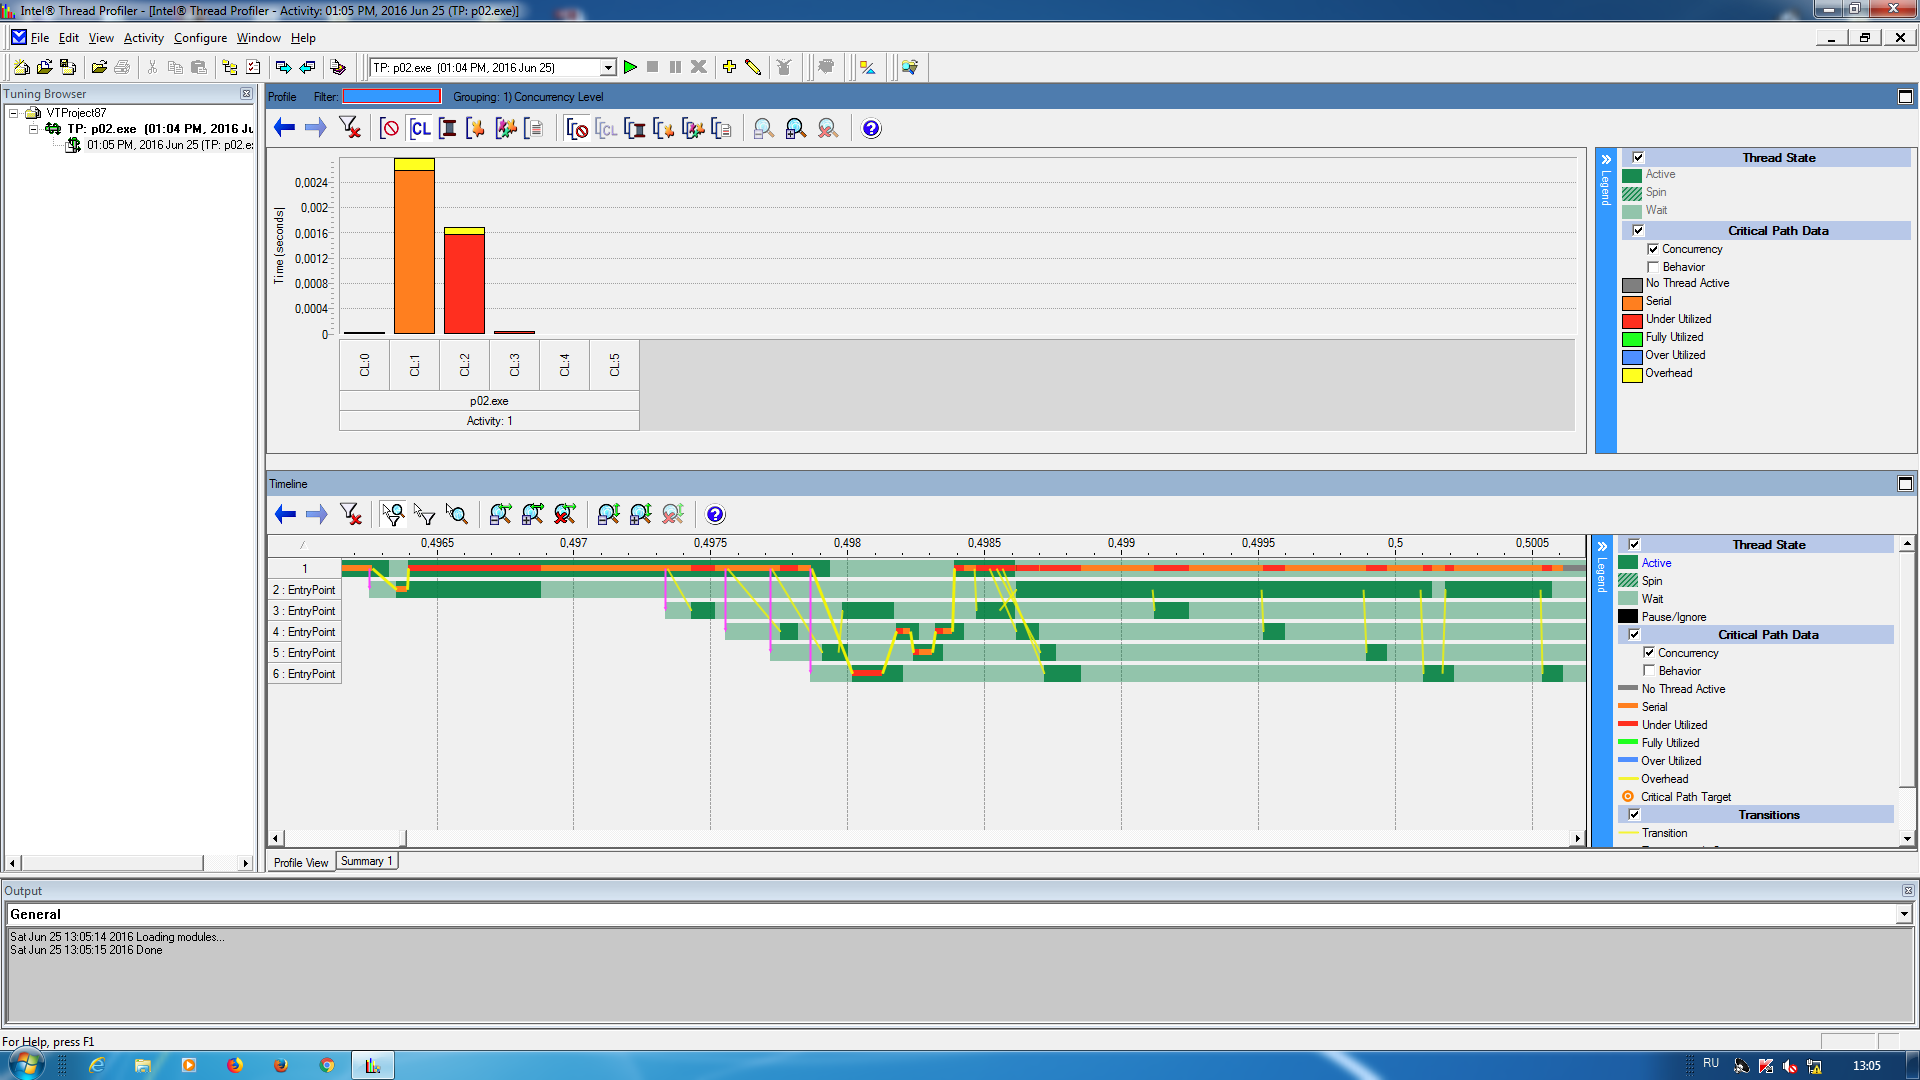 Intel® Thread Profiler - [Intel® Thread Profiler - Activity: 01:05 PM, 2016 Jun 25 (TP: p02.exe)]
File Edit View Activity Configure Window Help
TP: p02.exe (01:04 PM, 2016 Jun 25)
Tuning Browser
VTProject87
TP: p02.exe (01:04 PM, 2016 Ju
01:05 PM, 2016 Jun 25 (TP: p02.e:
Profile Filter: Grouping: 1) Concurrency Level
CL CL
Time (seconds)
0,0024
0,002
0,0016
0,0012
0,0008
0,0004
0
CL:0 CL:1 CL:2 CL:3 CL:4 CL:5
p02.exe
Activity: 1
Legend
Thread State
Active
Spin
Wait
Critical Path Data
Concurrency
Behavior
No Thread Active
Serial
Under Utilized
Fully Utilized
Over Utilized
Overhead
Timeline
0,4965 0,497 0,4975 0,498 0,4985 0,499 0,4995 0,5 0,5005
1
2 : EntryPoint
3 : EntryPoint
4 : EntryPoint
5 : EntryPoint
6 : EntryPoint
Legend
Thread State
Active
Spin
Wait
Pause/Ignore
Critical Path Data
Concurrency
Behavior
No Thread Active
Serial
Under Utilized
Fully Utilized
Over Utilized
Overhead
Critical Path Target
Transitions
Transition
Profile View Summary 1
Output
General
Sat Jun 25 13:05:14 2016 Loading modules...
Sat Jun 25 13:05:15 2016 Done
For Help, press F1
RU 13:05